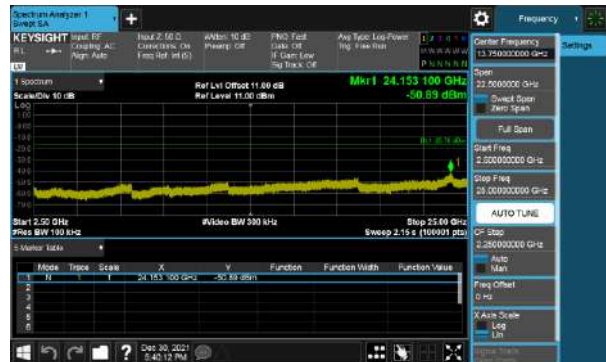 Spectrum Analyzer 1
Swept SA
+
Frequency
KEYSIGHT
Input: RF
Coupling: AC
Align: Auto
Input Z: 50 Ω
Corrections: On
Freq Ref: Int (S)
#Atten: 10 dB
Preamp: Off
PNO: Fast
Gate: Off
IF Gain: Low
Sig Track: Off
Avg Type: Log-Power
Trig: Free Run
P N N N N N
Center Frequency
13.750000000 GHz
Settings
Span
22.5000000 GHz
Swept Span
Zero Span
Full Span
Start Freq
2.500000000 GHz
Stop Freq
25.000000000 GHz
AUTO TUNE
CF Step
2.250000000 GHz
Auto
Man
Freq Offset
0 Hz
X Axis Scale
Log
Lin
1 Spectrum
Scale/Div 10 dB
Ref Lvl Offset 11.00 dB
Ref Level 11.00 dBm
Mkr1 24.153 100 GHz
-50.89 dBm
Log
1
Start 2.50 GHz
#Res BW 100 kHz
#Video BW 300 kHz
Stop 25.00 GHz
Sweep 2.15 s (100001 pts)
5 Marker Table
Mode Trace Scale X Y Function Function Width Function Value
1 N 1 f 24.153 100 GHz -50.89 dBm
2
3
4
5
6
? Dec 30, 2021
5:40:12 PM